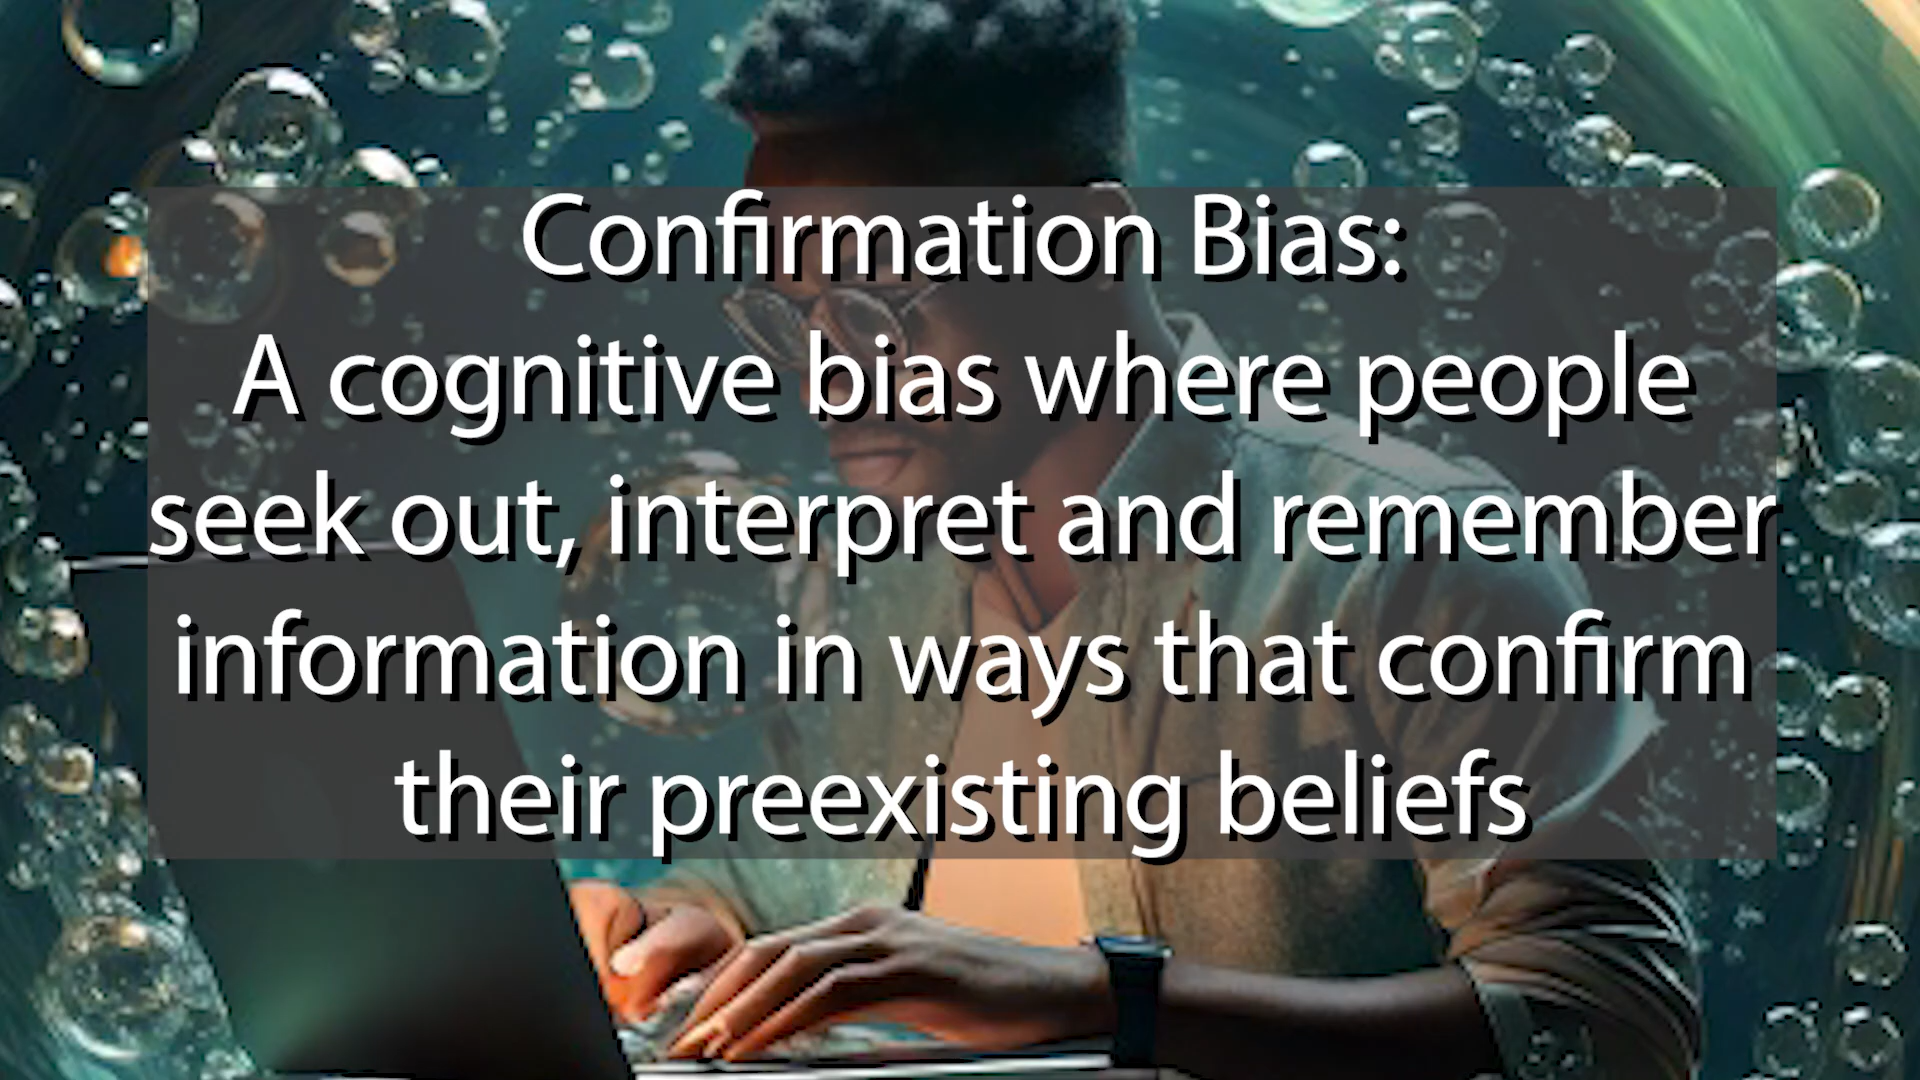 Confirmation Bias:
A cognitive bias where people
seek out, interpret and remember
information in ways that confirm
their preexisting beliefs